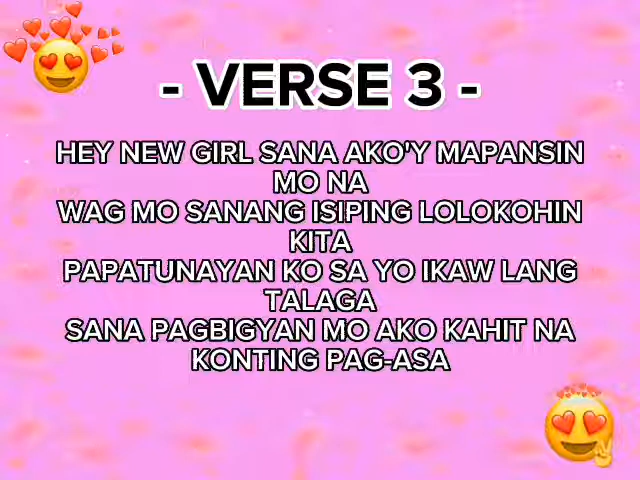 - VERSE 3 -
HEY NEW GIRL SANA AKO'Y MAPANSIN
MO NA
WAG MO SANANG ISIPING LOLOKOHIN
KITA
PAPATUNAYAN KO SA YO IKAW LANG
TALAGA
SANA PAGBIGYAN MO AKO KAHIT NA
KONTING PAG-ASA